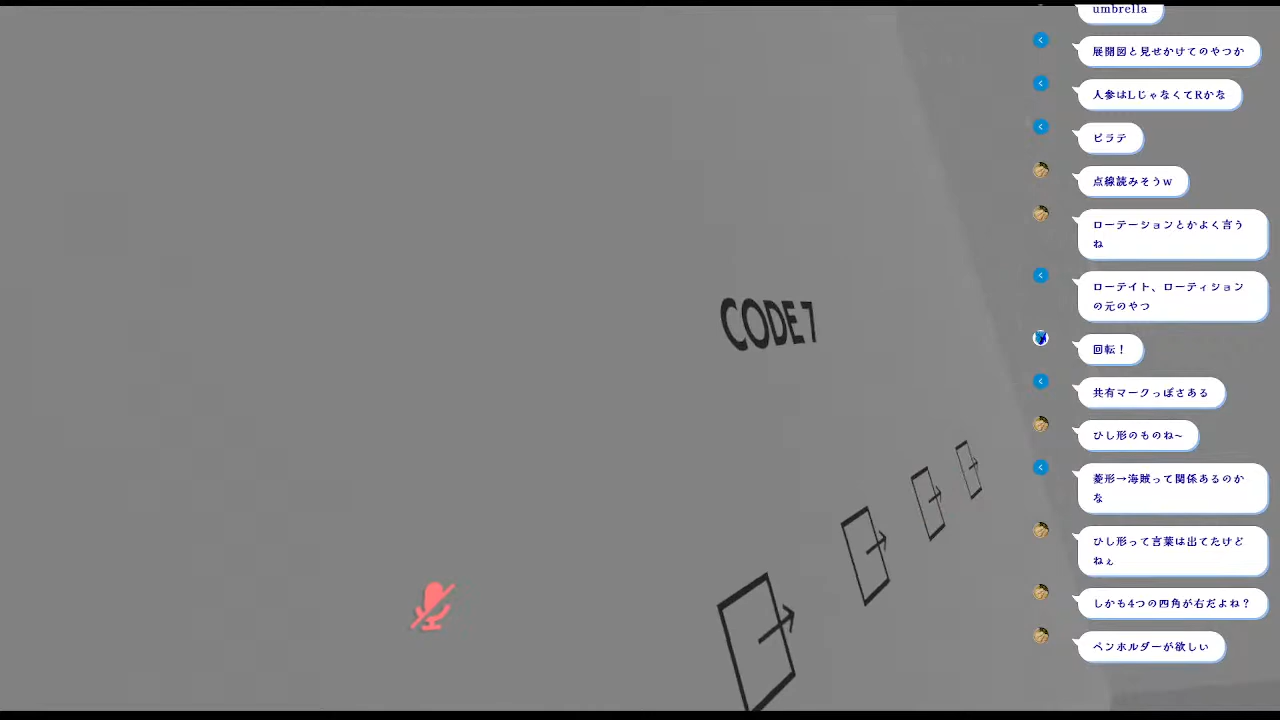 umbrella
展開図と見せかけてのやつか
人参はLじゃなくてRかな
ピラテ
点線読みそうw
ローテーションとかよく言う
ね
ローテイト、ローティション
の元のやつ
回転！
共有マークっぽさある
ひし形のものね~
菱形→海賊って関係あるのか
な
ひし形って言葉は出てたけど
ねぇ
しかも4つの四角が右だよね？
ペンホルダーが欲しい
CODE7